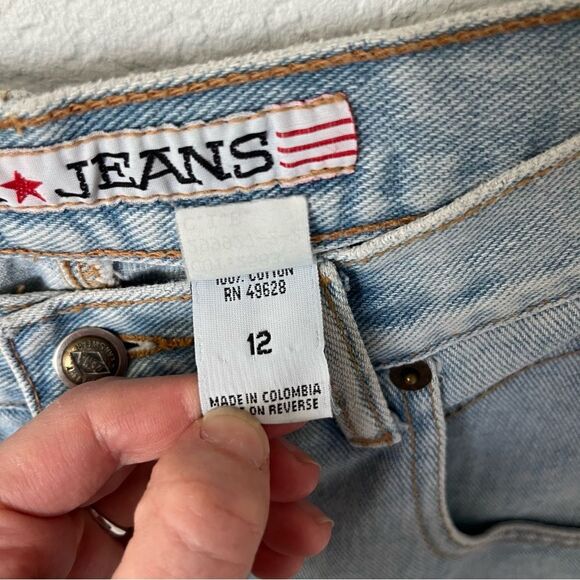 ★ JEANS
100% COTTON
RN 49628
12
MADE IN COLOMBIA
ON REVERSE